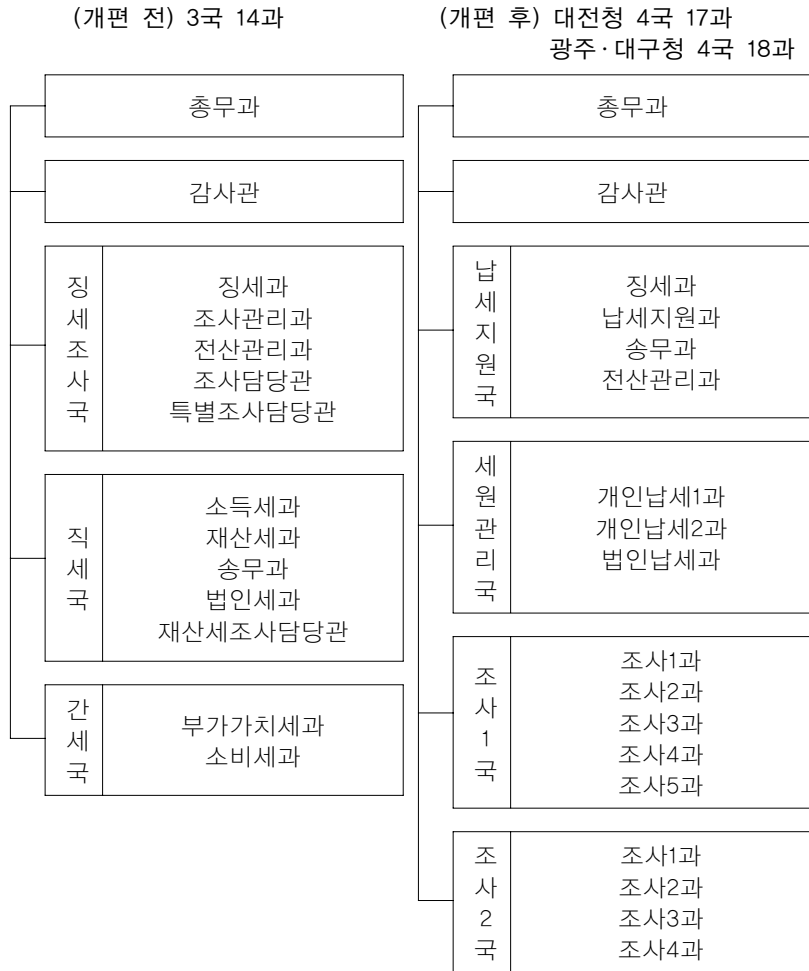 (개편 전) 3국 14과
총무과
감사관
징세조사국
징세과
조사관리과
전산관리과
조사담당관
특별조사담당관
직세국
소득세과
재산세과
송무과
법인세과
재산세조사담당관
간세국
부가가치세과
소비세과
(개편 후) 대전청 4국 17과
광주·대구청 4국 18과
총무과
감사관
납세지원국
징세과
납세지원과
송무과
전산관리과
세원관리국
개인납세1과
개인납세2과
법인납세과
조사1국
조사1과
조사2과
조사3과
조사4과
조사5과
조사2국
조사1과
조사2과
조사3과
조사4과